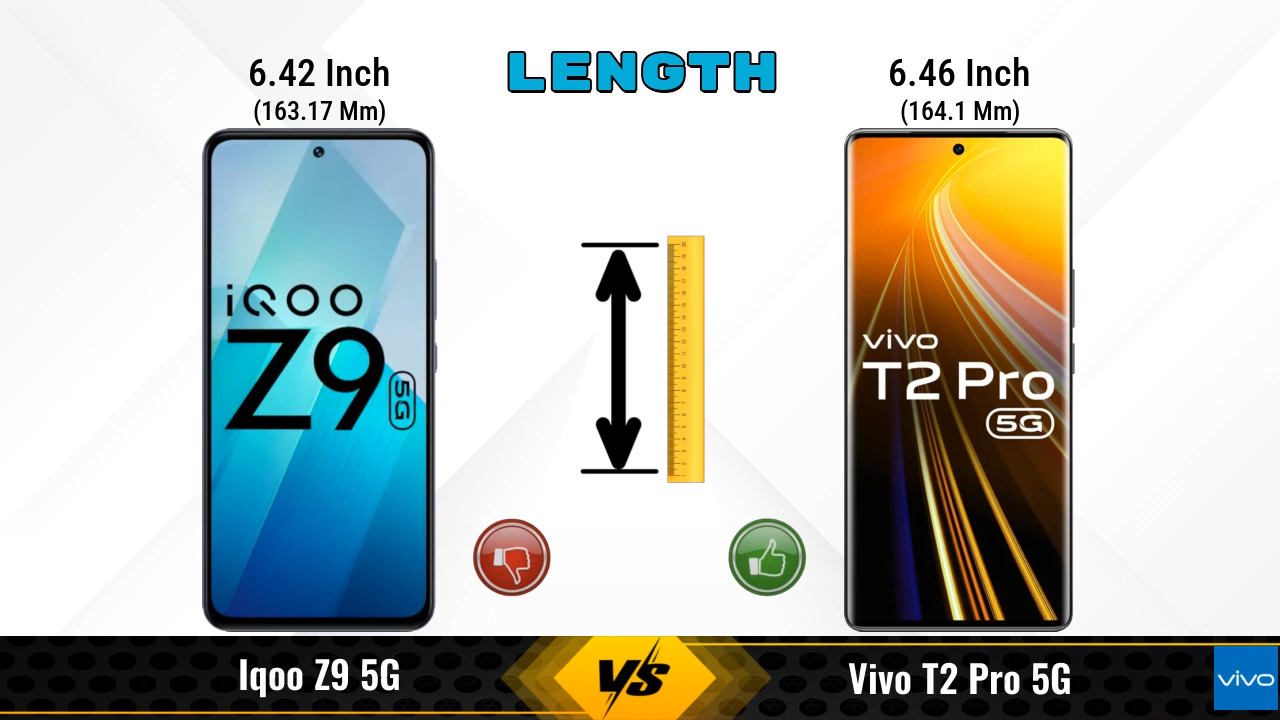 LENGTH
6.42 Inch
(163.17 Mm)
6.46 Inch
(164.1 Mm)
iQOO
Z9
5G
vivo
T2 Pro
5G
Iqoo Z9 5G
VS
Vivo T2 Pro 5G
vivo